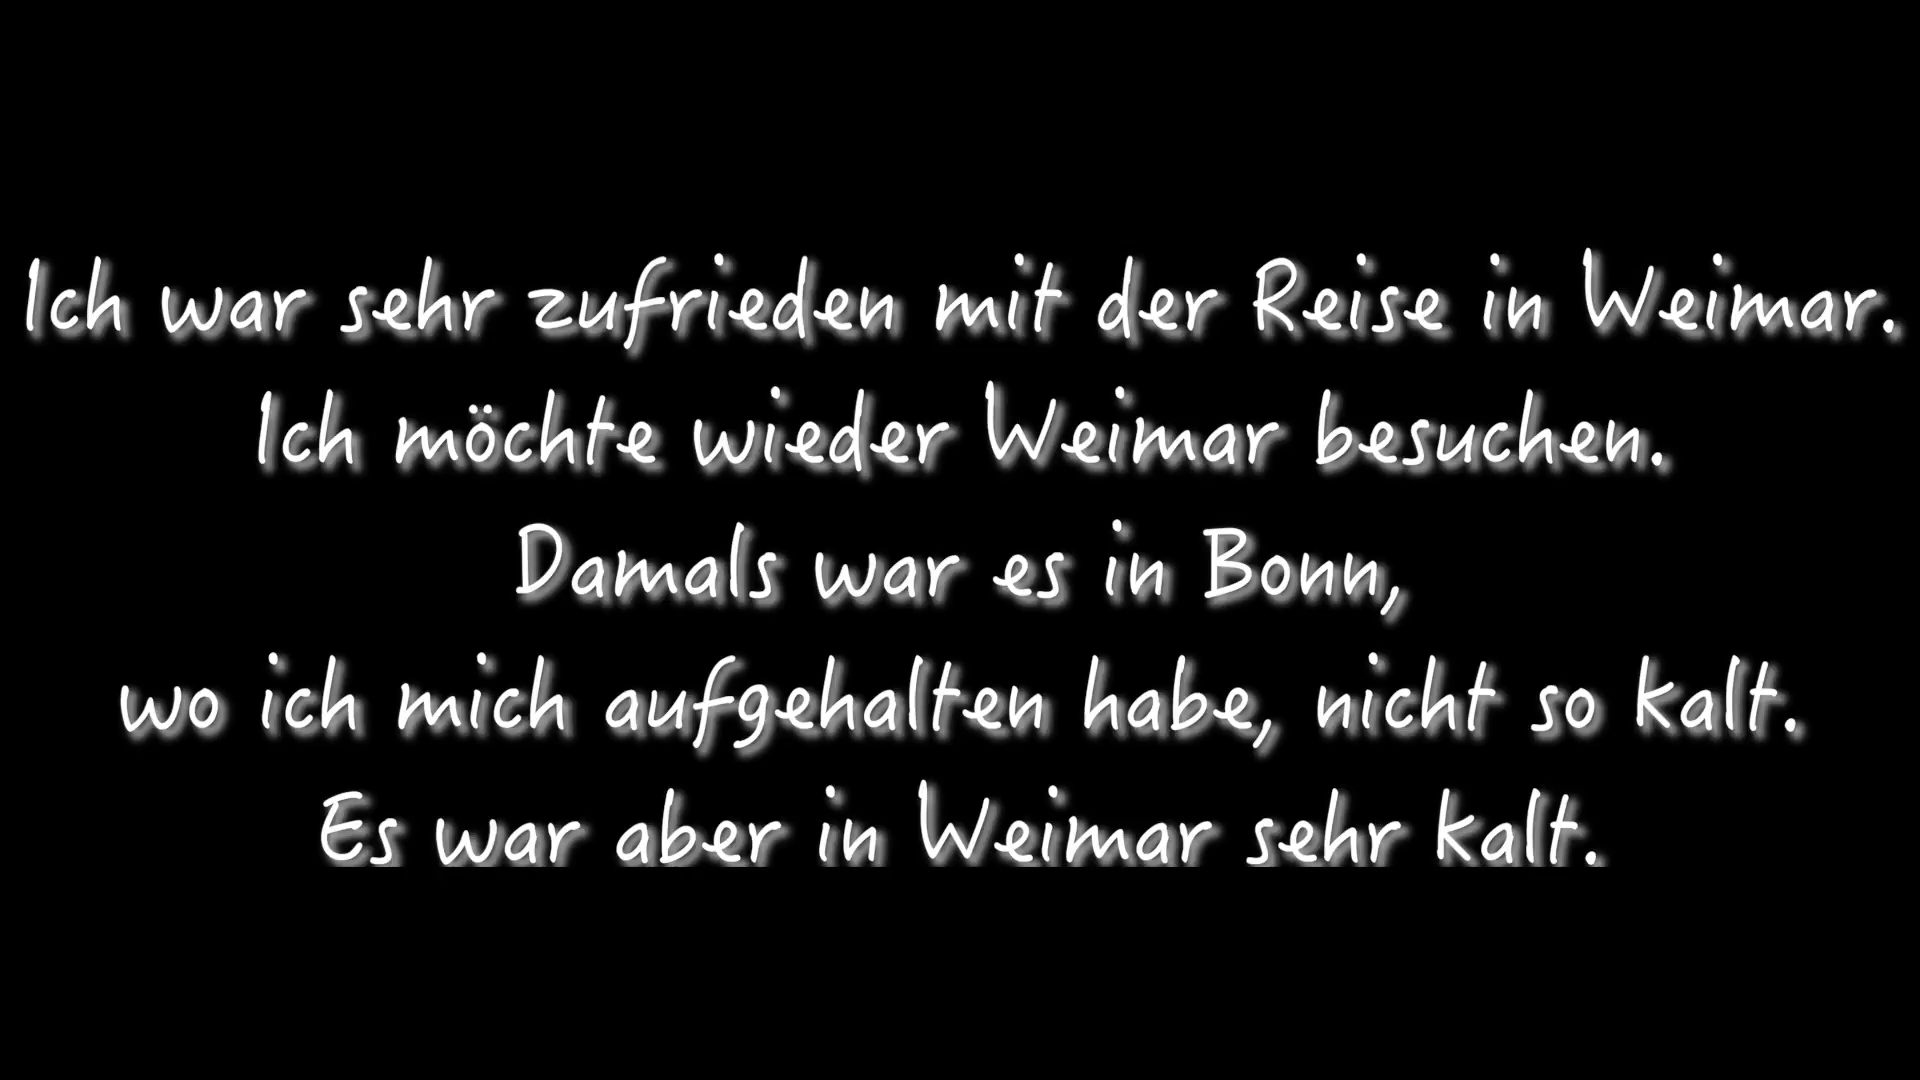 Ich war sehr zufrieden mit der Reise in Weimar.
Ich möchte wieder Weimar besuchen.
Damals war es in Bonn,
wo ich mich aufgehalten habe, nicht so kalt.
Es war aber in Weimar sehr kalt.